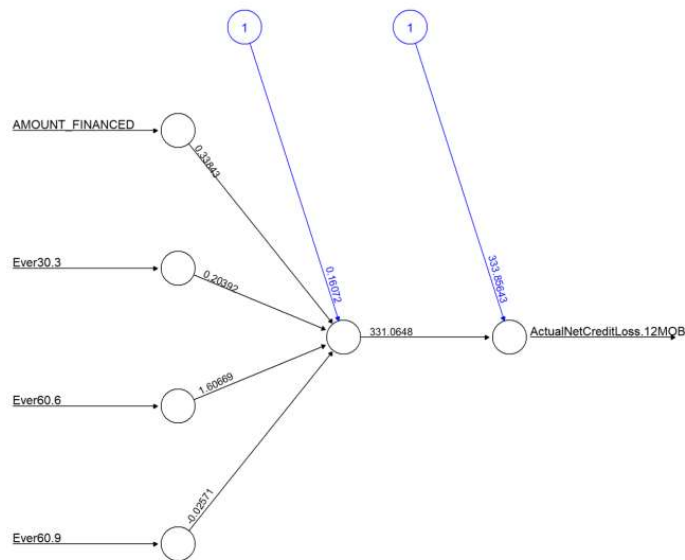 1
1
AMOUNT_FINANCED
0.33843
Ever30.3
0.20392
0.16072
333.85643
331.0648
ActualNetCreditLoss.12MOB
1.60669
Ever60.6
-0.02571
Ever60.9